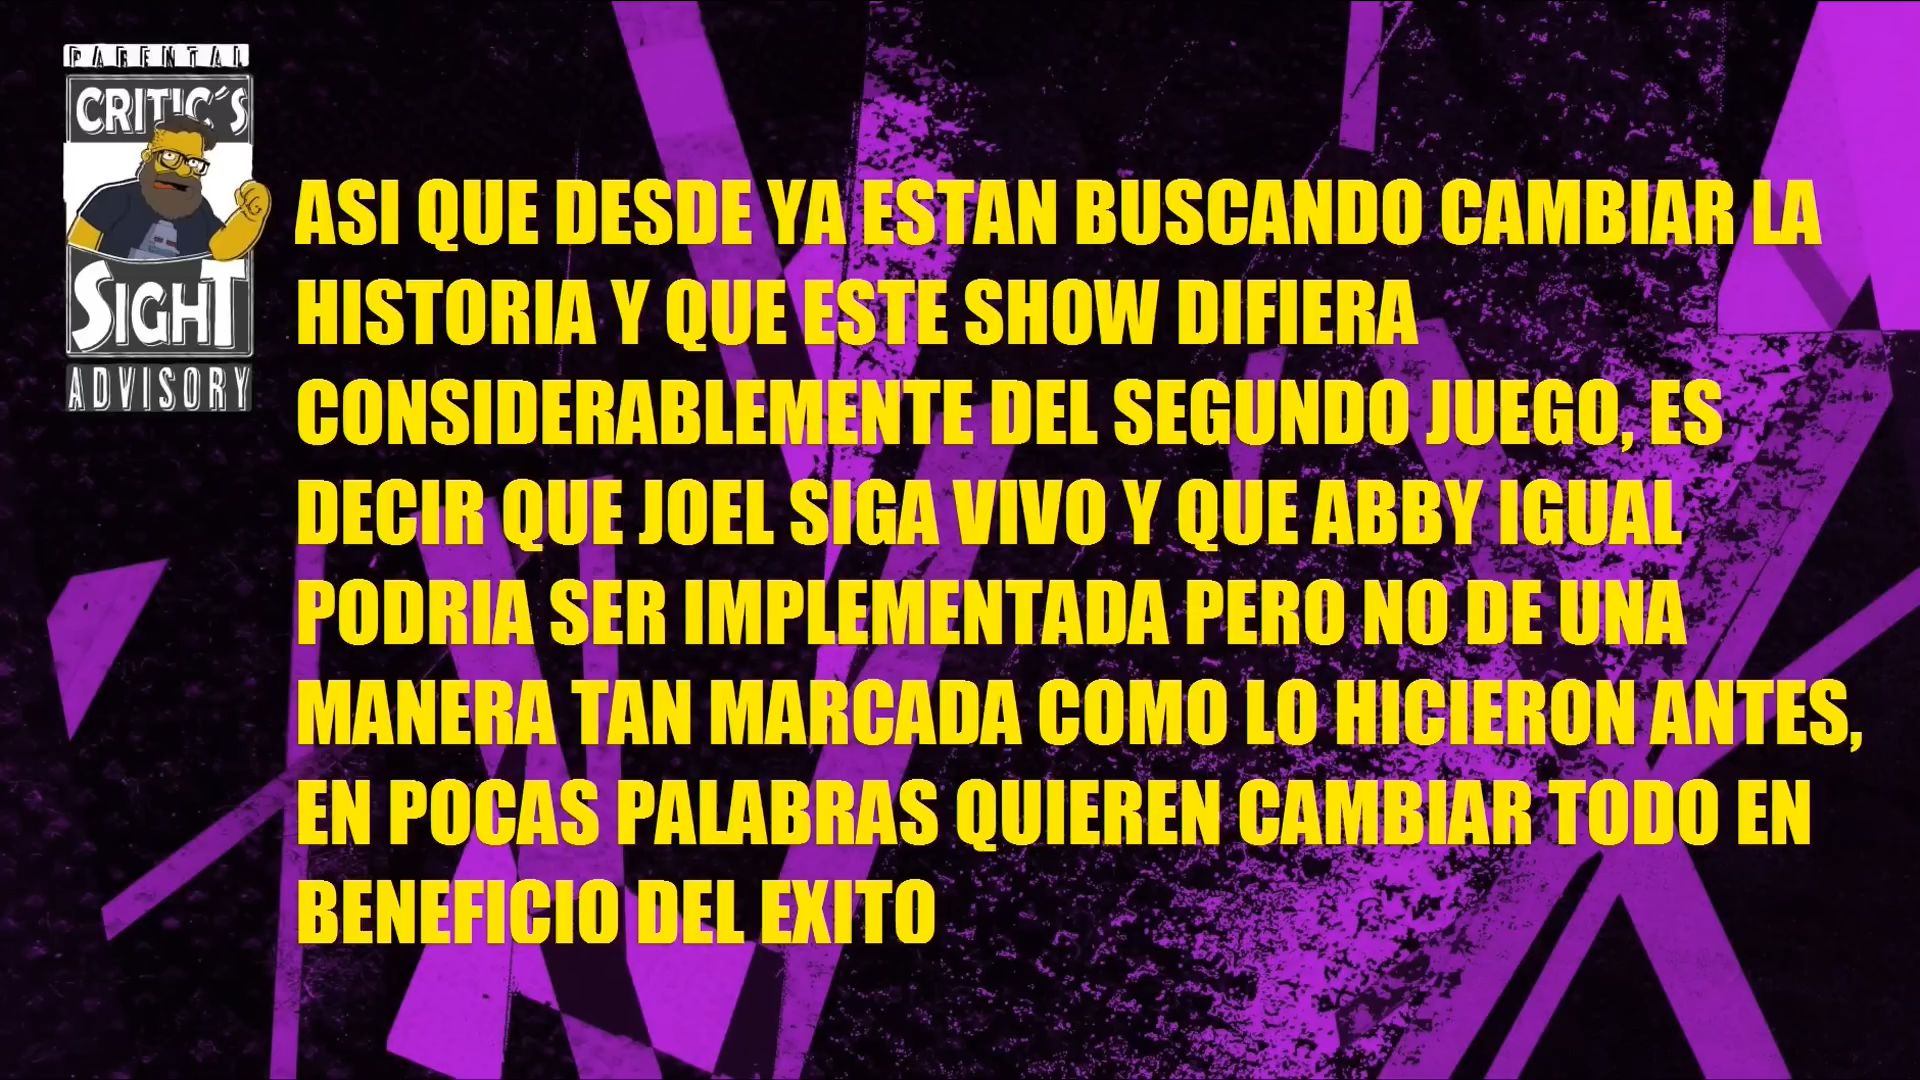 PARENTAL
CRITIC´S
SIGHT
ADVISORY
ASI QUE DESDE YA ESTAN BUSCANDO CAMBIAR LA
HISTORIA Y QUE ESTE SHOW DIFIERA
CONSIDERABLEMENTE DEL SEGUNDO JUEGO, ES
DECIR QUE JOEL SIGA VIVO Y QUE ABBY IGUAL
PODRIA SER IMPLEMENTADA PERO NO DE UNA
MANERA TAN MARCADA COMO LO HICIERON ANTES,
EN POCAS PALABRAS QUIEREN CAMBIAR TODO EN
BENEFICIO DEL EXITO